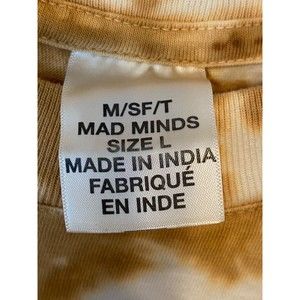 M/SF/T
MAD MINDS
SIZE L
MADE IN INDIA
FABRIQUÉ
EN INDE